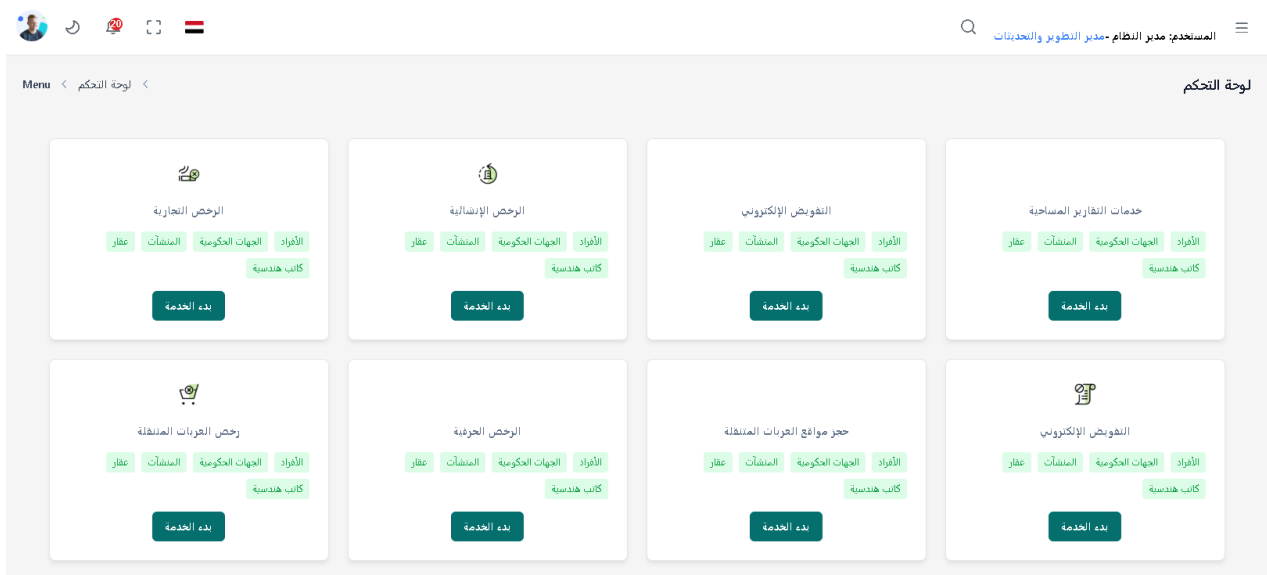 المستخدم: مدير النظام -مدير التطوير والتحديثات
20
لوحة التحكم
لوحة التحكم
Menu
خدمات التقارير المساحية
الأفراد الجهات الحكومية المنشآت عقار
كاتب هندسية
بدء الخدمة
التفويض الإلكتروني
الأفراد الجهات الحكومية المنشآت عقار
كاتب هندسية
بدء الخدمة
الرخص الإنشائية
الأفراد الجهات الحكومية المنشآت عقار
كاتب هندسية
بدء الخدمة
الرخص التجارية
الأفراد الجهات الحكومية المنشآت عقار
كاتب هندسية
بدء الخدمة
التفويض الإلكتروني
الأفراد الجهات الحكومية المنشآت عقار
كاتب هندسية
بدء الخدمة
حجز مواقع العربات المتنقلة
الأفراد الجهات الحكومية المنشآت عقار
كاتب هندسية
بدء الخدمة
الرخص الحرفية
الأفراد الجهات الحكومية المنشآت عقار
كاتب هندسية
بدء الخدمة
رخص العربات المتنقلة
الأفراد الجهات الحكومية المنشآت عقار
كاتب هندسية
بدء الخدمة